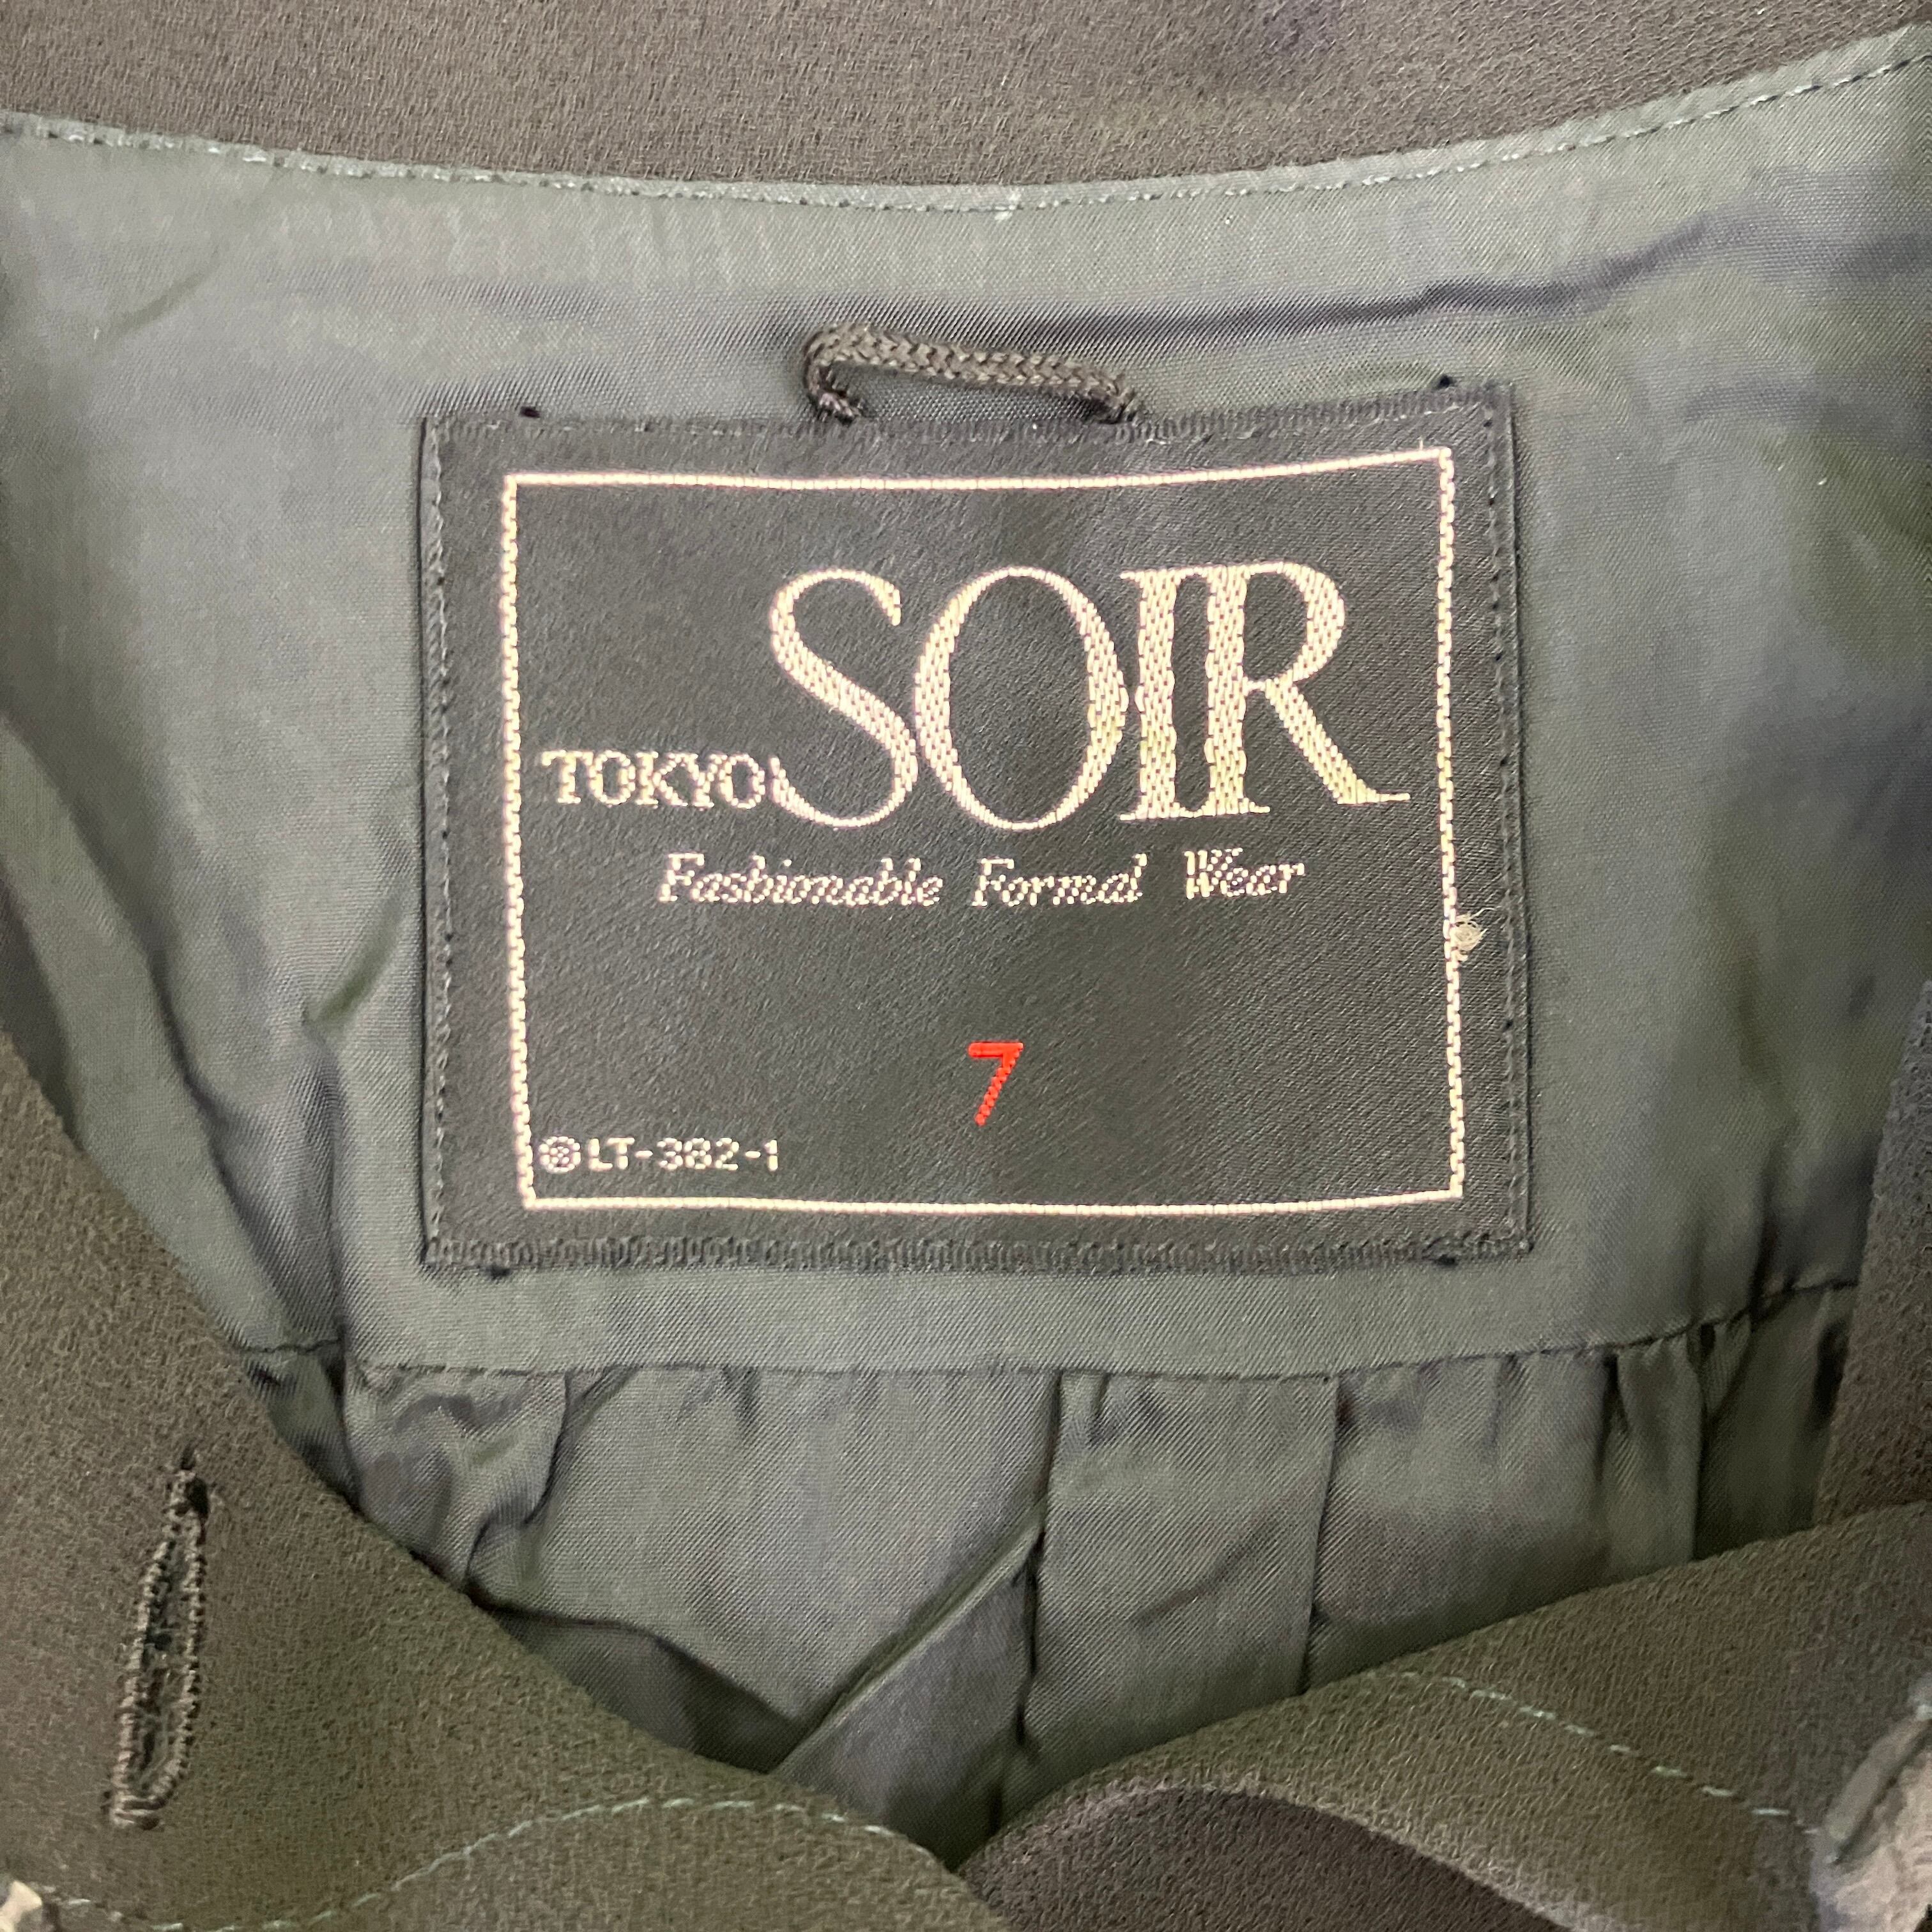 TOKYO SOIR
Fashionable Formal Wear
7
LT-382-1